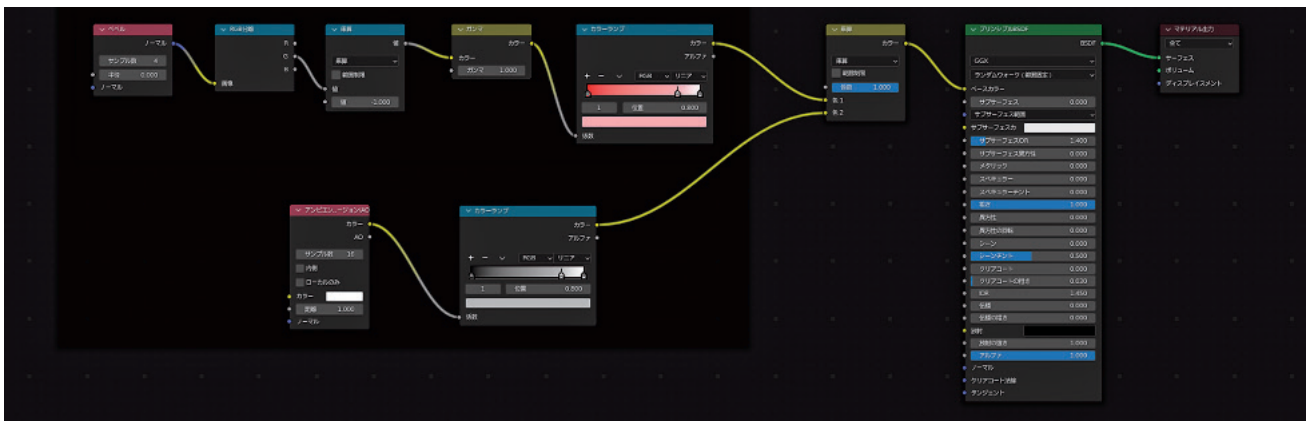 ベベル
ノーマル
サンプル数 4
半径 0.000
ノーマル
RGB分離
R
G
B
画像
乗算
値
乗算
範囲制限
値
値 -1.000
ガンマ
カラー
カラー
ガンマ 1.000
カラーランプ
カラー
アルファ
RGB リニア
1 位置 0.800
係数
乗算
カラー
乗算
範囲制限
係数 1.000
色1
色2
プリンシプルBSDF
BSDF
GGX
ランダムウォーク(範囲固定)
ベースカラー
サブサーフェス 0.000
サブサーフェス範囲
サブサーフェスカ
サブサーフェスIOR 1.400
サブサーフェス異方性 0.000
メタリック 0.000
スペキュラー 0.000
スペキュラーチント 0.000
粗さ 1.000
異方性 0.000
異方性の回転 0.000
シーン 0.000
シーンチント 0.500
クリアコート 0.000
クリアコートの粗さ 0.030
IOR 1.450
伝播 0.000
伝播の粗さ 0.000
放射
放射の強さ 1.000
アルファ 1.000
ノーマル
クリアコート法線
タンジェント
マテリアル出力
全て
サーフェス
ボリューム
ディスプレイスメント
アンビエン...ージョン(AO
カラー
AO
サンプル数 16
内側
ローカルのみ
カラー
距離 1.000
ノーマル
カラーランプ
カラー
アルファ
RGB リニア
1 位置 0.800
係数